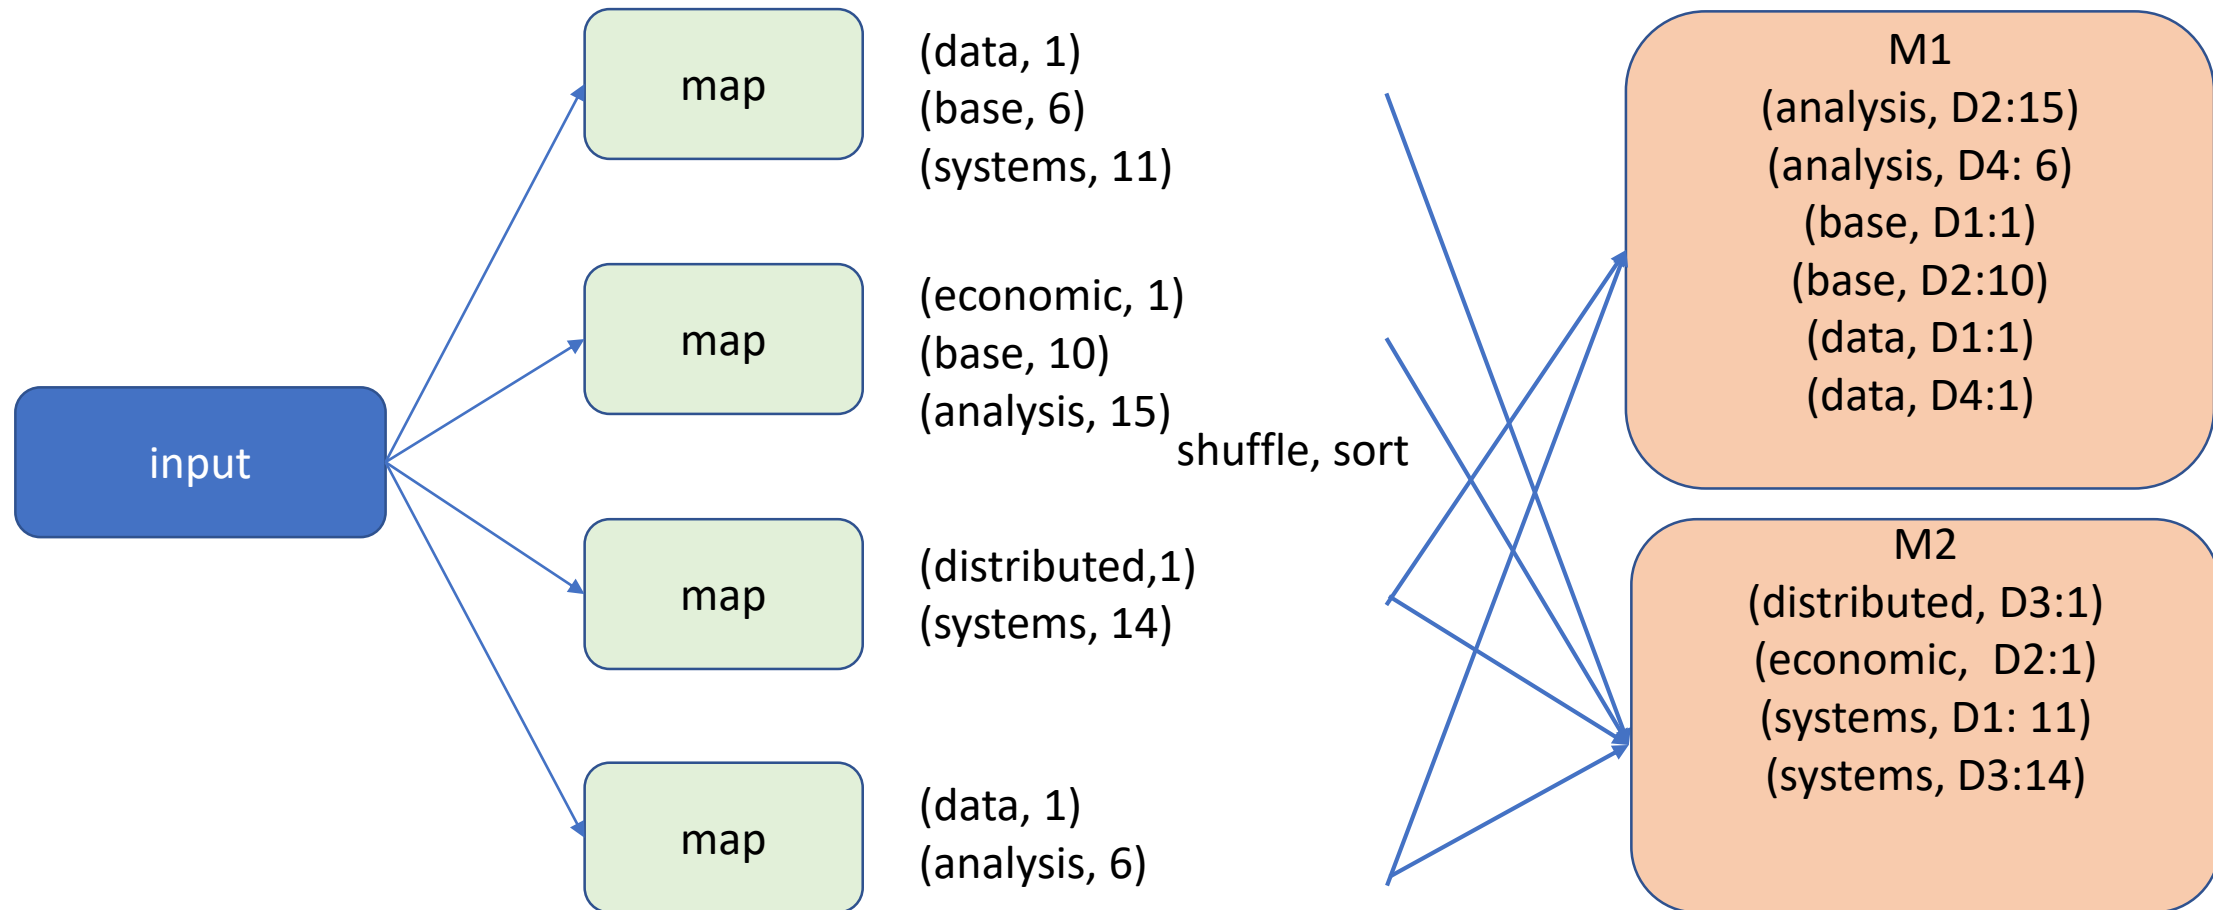 input
map
(data, 1)
(base, 6)
(systems, 11)
map
(economic, 1)
(base, 10)
(analysis, 15)
map
(distributed,1)
(systems, 14)
map
(data, 1)
(analysis, 6)
shuffle, sort
M1
(analysis, D2:15)
(analysis, D4: 6)
(base, D1:1)
(base, D2:10)
(data, D1:1)
(data, D4:1)
M2
(distributed, D3:1)
(economic, D2:1)
(systems, D1: 11)
(systems, D3:14)